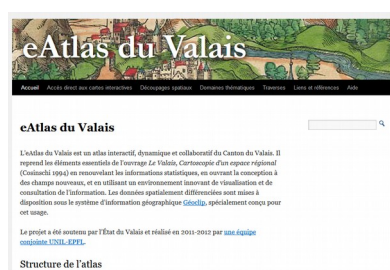 eAtlas du Valais
Accueil Accès direct aux cartes interactives Découpages spatiaux Domaines thématiques Traverses Liens et références Aide
eAtlas du Valais
L'eAtlas du Valais est un atlas interactif, dynamique et collaboratif du Canton du Valais. Il
reprend les éléments essentiels de l'ouvrage Le Valais, Cartoscopie d'un espace régional
(Cosinschi 1994) en renouvelant les informations statistiques, en ouvrant la conception à
des champs nouveaux, et en utilisant un environnement innovant de visualisation et de
consultation de l'information. Les données spatialement différenciées sont mises à
disposition sous le système d'information géographique Géoclip, spécialement conçu pour
cet usage.
Le projet a été soutenu par l'État du Valais et réalisé en 2011-2012 par une équipe
conjointe UNIL-EPFL.
Structure de l'atlas